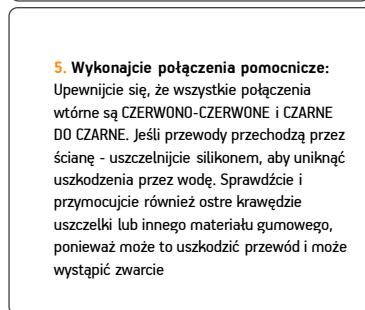 5. Wykonajcie połączenia pomocnicze:
Upewnijcie się, że wszystkie połączenia
wtórne są CZERWONO-CZERWONE i CZARNE
DO CZARNE. Jeśli przewody przechodzą przez
ścianę - uszczelnijcie silikonem, aby uniknąć
uszkodzenia przez wodę. Sprawdźcie i
przymocujcie również ostre krawędzie
uszczelki lub innego materiału gumowego,
ponieważ może to uszkodzić przewód i może
wystąpić zwarcie